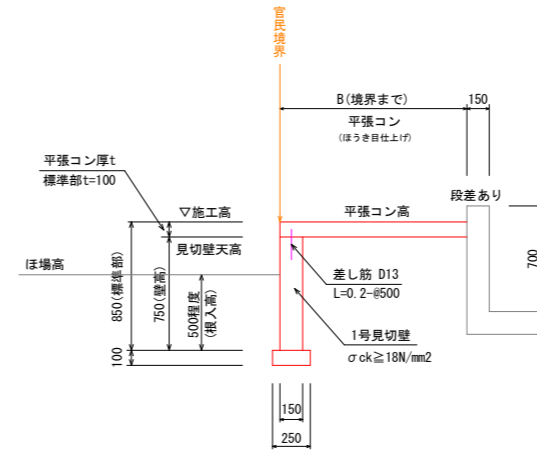 官民境界
B(境界まで)
150
平張コン
(ほうき目仕上げ)
平張コン厚t
標準部t=100
段差あり
▽施工高
平張コン高
見切壁天高
ほ場高
700
850(標準部)
750(壁高)
500程度
(根入高)
差し筋 D13
L=0.2-@500
1号見切壁
σck≧18N/mm2
100
150
250